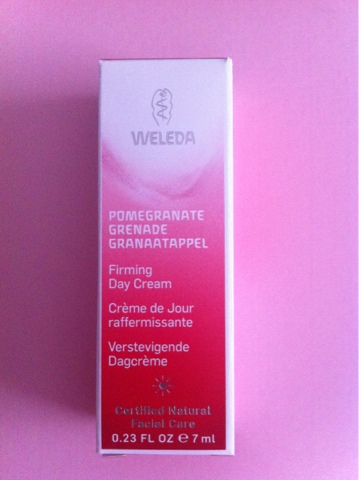 WELEDA
POMEGRANATE
GRENADE
GRANAATAPPEL
Firming
Day Cream
Crème de Jour
raffermissante
Verstevigende
Dagcrème
Certified Natural
Facial Care
0.23 FL OZ e 7 ml